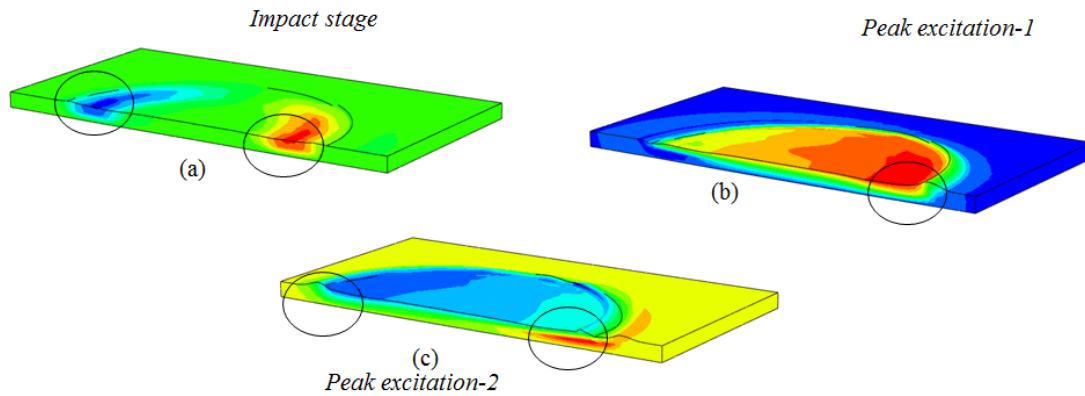 Impact stage
Peak excitation-1
(a)
(b)
(c)
Peak excitation-2